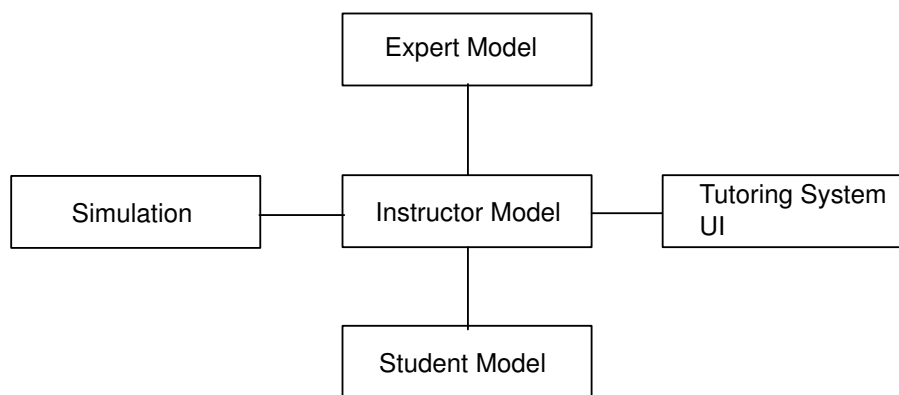 Expert Model
Simulation
Instructor Model
Tutoring System
UI
Student Model